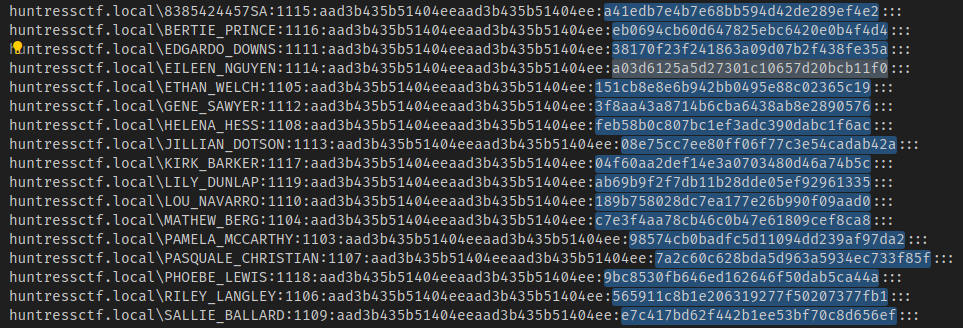 huntressctf.local\8385424457SA:1115:aad3b435b51404eeaad3b435b51404ee:a41edb7e4b7e68bb594d42de289ef4e2:::
huntressctf.local\BERTIE_PRINCE:1116:aad3b435b51404eeaad3b435b51404ee:eb0694cb60d647825ebc6420e0b4f4d4:::
huntressctf.local\EDGARDO_DOWNS:1111:aad3b435b51404eeaad3b435b51404ee:38170f23f241863a09d07b2f438fe35a:::
huntressctf.local\EILEEN_NGUYEN:1114:aad3b435b51404eeaad3b435b51404ee:a03d6125a5d27301c10657d20bcb11f0:::
huntressctf.local\ETHAN_WELCH:1105:aad3b435b51404eeaad3b435b51404ee:151cb8e8e6b942bb0495e88c02365c19:::
huntressctf.local\GENE_SAWYER:1112:aad3b435b51404eeaad3b435b51404ee:3f8aa43a8714b6cba6438ab8e2890576:::
huntressctf.local\HELENA_HESS:1108:aad3b435b51404eeaad3b435b51404ee:feb58b0c807bc1ef3adc390dabc1f6ac:::
huntressctf.local\JILLIAN_DOTSON:1113:aad3b435b51404eeaad3b435b51404ee:08e75cc7ee80ff06f77c3e54cadab42a:::
huntressctf.local\KIRK_BARKER:1117:aad3b435b51404eeaad3b435b51404ee:04f60aa2def14e3a0703480d46a74b5c:::
huntressctf.local\LILY_DUNLAP:1119:aad3b435b51404eeaad3b435b51404ee:ab69b9f2f7db11b28dde05ef92961335:::
huntressctf.local\LOU_NAVARRO:1110:aad3b435b51404eeaad3b435b51404ee:189b758028dc7ea177e26b990f09aad0:::
huntressctf.local\MATHEW_BERG:1104:aad3b435b51404eeaad3b435b51404ee:c7e3f4aa78cb46c0b47e61809cef8ca8:::
huntressctf.local\PAMELA_MCCARTHY:1103:aad3b435b51404eeaad3b435b51404ee:98574cb0badfc5d11094dd239af97da2:::
huntressctf.local\PASQUALE_CHRISTIAN:1107:aad3b435b51404eeaad3b435b51404ee:7a2c60c628bda5d963a5934ec733f85f:::
huntressctf.local\PHOEBE_LEWIS:1118:aad3b435b51404eeaad3b435b51404ee:9bc8530fb646ed162646f50dab5ca44a:::
huntressctf.local\RILEY_LANGLEY:1106:aad3b435b51404eeaad3b435b51404ee:565911c8b1e206319277f50207377fb1:::
huntressctf.local\SALLIE_BALLARD:1109:aad3b435b51404eeaad3b435b51404ee:e7c417bd62f442b1ee53bf70c8d656ef:::